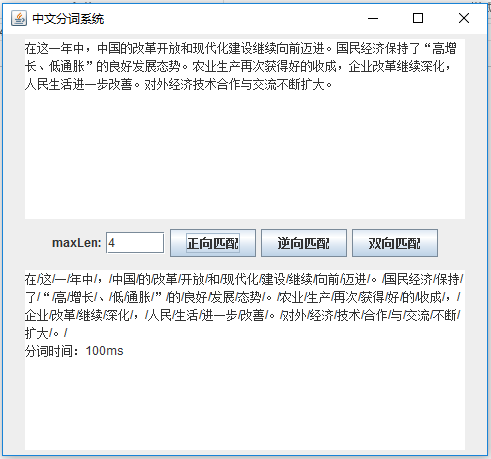 中文分词系统
在这一年中，中国的改革开放和现代化建设继续向前迈进。国民经济保持了“高增
长、低通胀”的良好发展态势。农业生产再次获得好的收成，企业改革继续深化，
人民生活进一步改善。对外经济技术合作与交流不断扩大。
maxLen: 4 正向匹配 逆向匹配 双向匹配
在/这/一/年中/，/中国/的/改革/开放/和/现代化/建设/继续/向前/迈进/。/国民经济/保持/
了/“/高/增长/、/低/通胀/”/的/良好/发展/态势/。/农业/生产/再次/获得/好/的/收成/，/
企业/改革/继续/深化/，/人民/生活/进一步/改善/。/对外/经济/技术/合作/与/交流/不断/
扩大/。/
分词时间：100ms